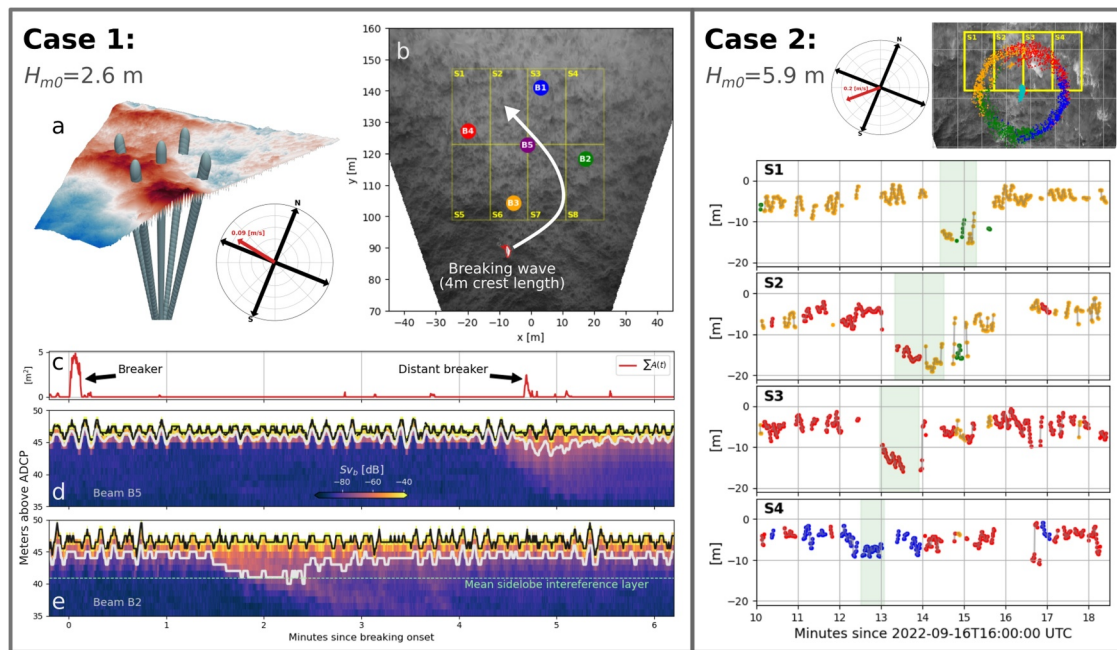 Case 1:
Hm0=2.6 m
a
0.09 [m/s]
N
S
b
y [m]
160
150
140
130
120
110
100
90
80
70
S1 S2 S3 S4
B1
B4
B5
B2
B3
S5 S6 S7 S8
Breaking wave
(4m crest length)
−40 −30 −20 −10 0 10 20 30 40
x [m]
c
[m²]
5
0
Breaker
Distant breaker
∑A(t)
Meters above ADCP
50
45
40
35
d
Beam B5
Svb [dB]
−80 −60 −40
50
45
40
35
e
Beam B2
Mean sidelobe intereference layer
0 1 2 3 4 5 6
Minutes since breaking onset
Case 2:
Hm0=5.9 m
0.2 [m/s]
N
S
S1 S2 S3 S4
S1
[m]
0
−10
−20
S2
[m]
0
−10
−20
S3
[m]
0
−10
−20
S4
[m]
0
−10
−20
10 11 12 13 14 15 16 17 18
Minutes since 2022-09-16T16:00:00 UTC